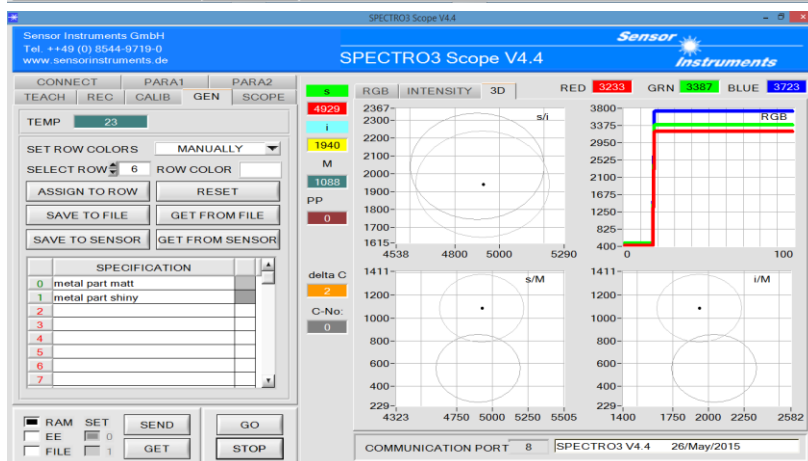 SPECTRO3 Scope V4.4
Sensor Instruments GmbH
Tel. ++49 (0) 8544-9719-0
www.sensorinstruments.de
SPECTRO3 Scope V4.4
Sensor
Instruments
CONNECT PARA1 PARA2
TEACH REC CALIB GEN SCOPE
TEMP 23
SET ROW COLORS MANUALLY
SELECT ROW 6 ROW COLOR
ASSIGN TO ROW RESET
SAVE TO FILE GET FROM FILE
SAVE TO SENSOR GET FROM SENSOR
SPECIFICATION
0 metal part matt
1 metal part shiny
2
3
4
5
6
7
RAM SET SEND GO
EE 0
FILE 1 GET STOP
s
4929
i
1940
M
1088
PP
0
delta C
2
C-No:
0
RGB INTENSITY 3D RED 3233 GRN 3387 BLUE 3723
s/i
2367-
2300-
2200-
2100-
2000-
1900-
1800-
1700-
1615-
4538 4800 5000 5290
RGB
3800-
3375-
2950-
2525-
2100-
1675-
1250-
825-
400-
0 100
s/M
1411-
1200-
1000-
800-
600-
400-
229-
4323 4750 5000 5250 5505
i/M
1411-
1200-
1000-
800-
600-
400-
229-
1400 1750 2000 2250 2582
COMMUNICATION PORT 8 SPECTRO3 V4.4 26/May/2015